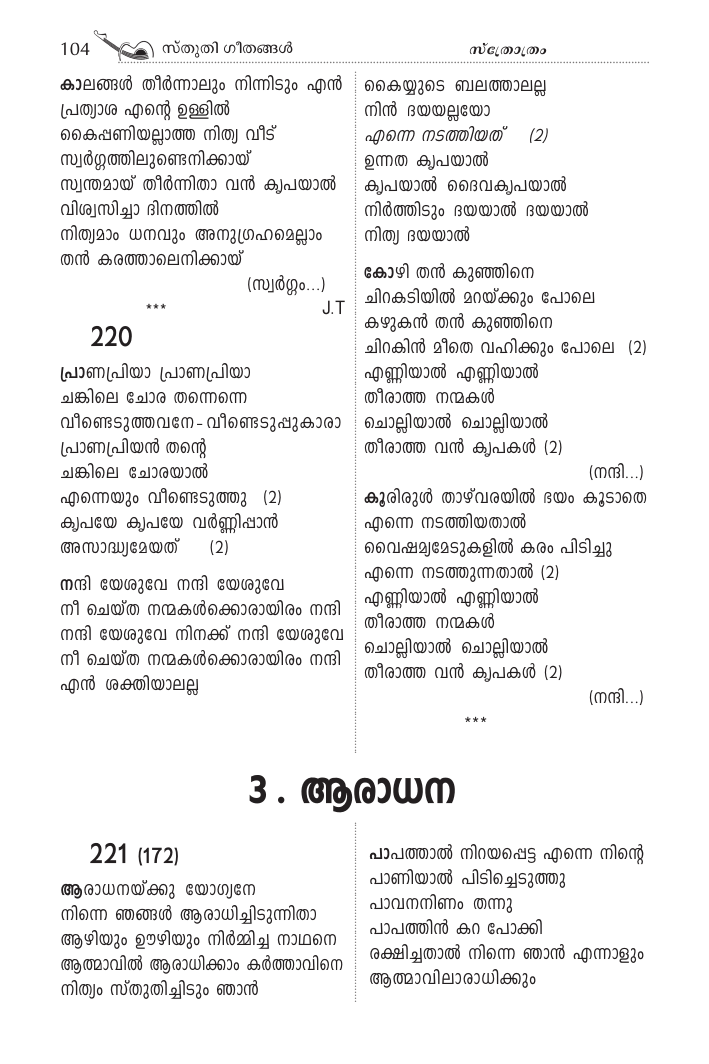 104 സ്തുതി ഗീതങ്ങൾ സ്തോത്രം
കാലങ്ങൾ തീർന്നാലും നിന്നിടും എൻ
പ്രത്യാശ എന്റെ ഉള്ളിൽ
കൈപ്പണിയല്ലാത്ത നിത്യ വീട്
സ്വർഗ്ഗത്തിലുണ്ടെനിക്കായ്
സ്വന്തമായ് തീർന്നിതാ വൻ കൃപയാൽ
വിശ്വസിച്ചാ ദിനത്തിൽ
നിത്യമാം ധനവും അനുഗ്രഹമെല്ലാം
തൻ കരത്താലെനിക്കായ്
(സ്വർഗ്ഗം...)
*** J.T
220
പ്രാണപ്രിയാ പ്രാണപ്രിയാ
ചങ്കിലെ ചോര തന്നെന്നെ
വീണ്ടെടുത്തവനേ-വീണ്ടെടുപ്പുകാരാ
പ്രാണപ്രിയൻ തന്റെ
ചങ്കിലെ ചോരയാൽ
എന്നെയും വീണ്ടെടുത്തു (2)
കൃപയേ കൃപയേ വർണ്ണിപ്പാൻ
അസാദ്ധ്യമേയത് (2)
നന്ദി യേശുവേ നന്ദി യേശുവേ
നീ ചെയ്ത നന്മകൾക്കൊരായിരം നന്ദി
നന്ദി യേശുവേ നിനക്ക് നന്ദി യേശുവേ
നീ ചെയ്ത നന്മകൾക്കൊരായിരം നന്ദി
എൻ ശക്തിയാലല്ല
കൈയ്യുടെ ബലത്താലല്ല
നിൻ ദയയല്ലയോ
എന്നെ നടത്തിയത് (2)
ഉന്നത കൃപയാൽ
കൃപയാൽ ദൈവകൃപയാൽ
നിർത്തിടും ദയയാൽ ദയയാൽ
നിത്യ ദയയാൽ
കോഴി തൻ കുഞ്ഞിനെ
ചിറകടിയിൽ മറയ്ക്കും പോലെ
കഴുകൻ തൻ കുഞ്ഞിനെ
ചിറകിൻ മീതെ വഹിക്കും പോലെ (2)
എണ്ണിയാൽ എണ്ണിയാൽ
തീരാത്ത നന്മകൾ
ചൊല്ലിയാൽ ചൊല്ലിയാൽ
തീരാത്ത വൻ കൃപകൾ (2)
(നന്ദി...)
കൂരിരുൾ താഴ്‌വരയിൽ ഭയം കൂടാതെ
എന്നെ നടത്തിയതാൽ
വൈഷമ്യമേടുകളിൽ കരം പിടിച്ചു
എന്നെ നടത്തുന്നതാൽ (2)
എണ്ണിയാൽ എണ്ണിയാൽ
തീരാത്ത നന്മകൾ
ചൊല്ലിയാൽ ചൊല്ലിയാൽ
തീരാത്ത വൻ കൃപകൾ (2)
(നന്ദി...)
***
3 . ആരാധന
221 (172)
ആരാധനയ്ക്കു യോഗ്യനേ
നിന്നെ ഞങ്ങൾ ആരാധിച്ചിടുന്നിതാ
ആഴിയും ഊഴിയും നിർമ്മിച്ച നാഥനെ
ആത്മാവിൽ ആരാധിക്കാം കർത്താവിനെ
നിത്യം സ്തുതിച്ചിടും ഞാൻ
പാപത്താൽ നിറയപ്പെട്ട എന്നെ നിന്റെ
പാണിയാൽ പിടിച്ചെടുത്തു
പാവനനിണം തന്നു
പാപത്തിൻ കറ പോക്കി
രക്ഷിച്ചതാൽ നിന്നെ ഞാൻ എന്നാളും
ആത്മാവിലാരാധിക്കും